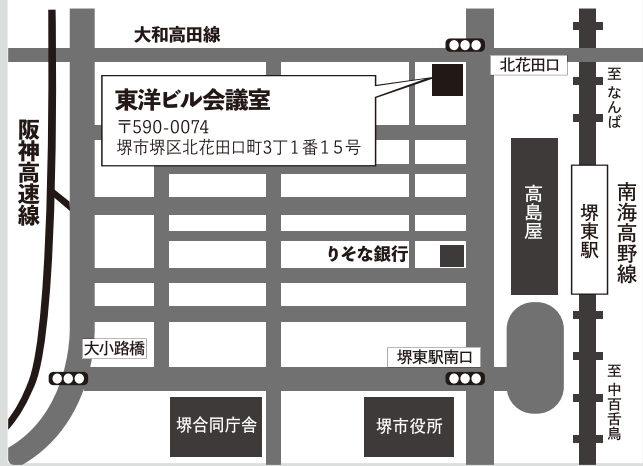 大和高田線
北花田口
至 なんば
東洋ビル会議室
〒590-0074
堺市堺区北花田口町3丁1番15号
阪神高速線
高島屋
堺東駅
南海高野線
りそな銀行
大小路橋
堺東駅南口
至 中百舌鳥
堺合同庁舎
堺市役所